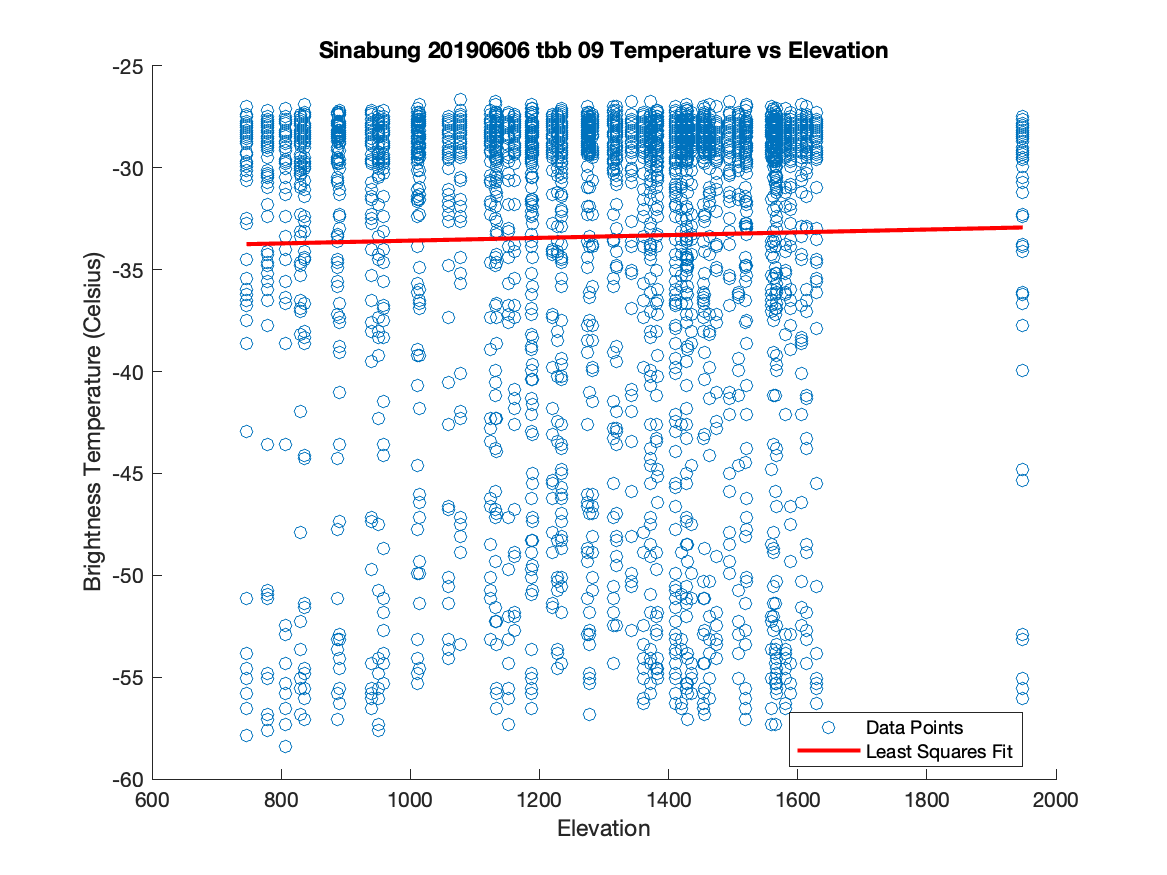 Sinabung 20190606 tbb 09 Temperature vs Elevation
Brightness Temperature (Celsius)
-25
-30
-35
-40
-45
-50
-55
-60
Data Points
Least Squares Fit
600 800 1000 1200 1400 1600 1800 2000
Elevation